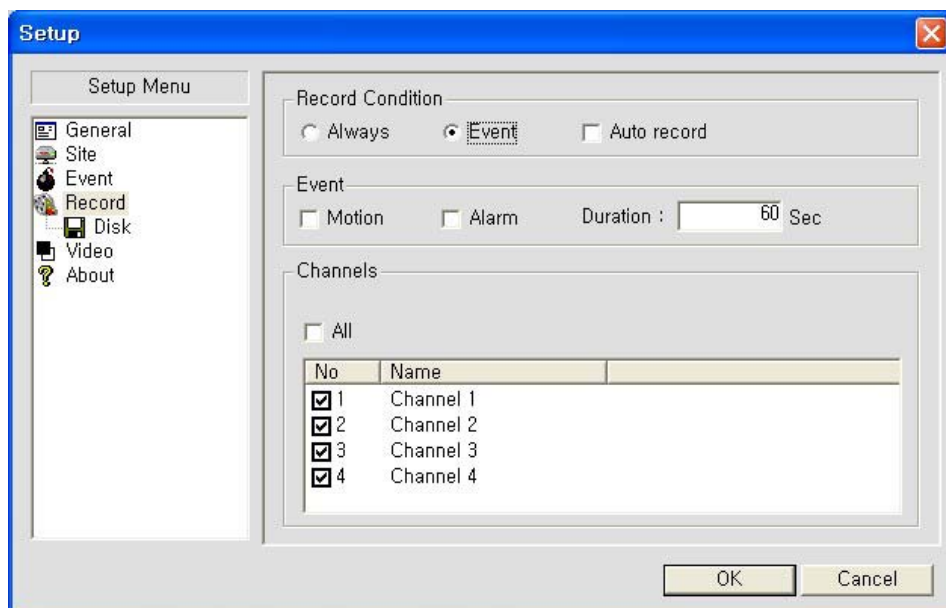 Setup
Setup Menu
General
Site
Event
Record
Disk
Video
About
Record Condition
Always Event Auto record
Event
Motion Alarm Duration : 60 Sec
Channels
All
No Name
1 Channel 1
2 Channel 2
3 Channel 3
4 Channel 4
OK Cancel